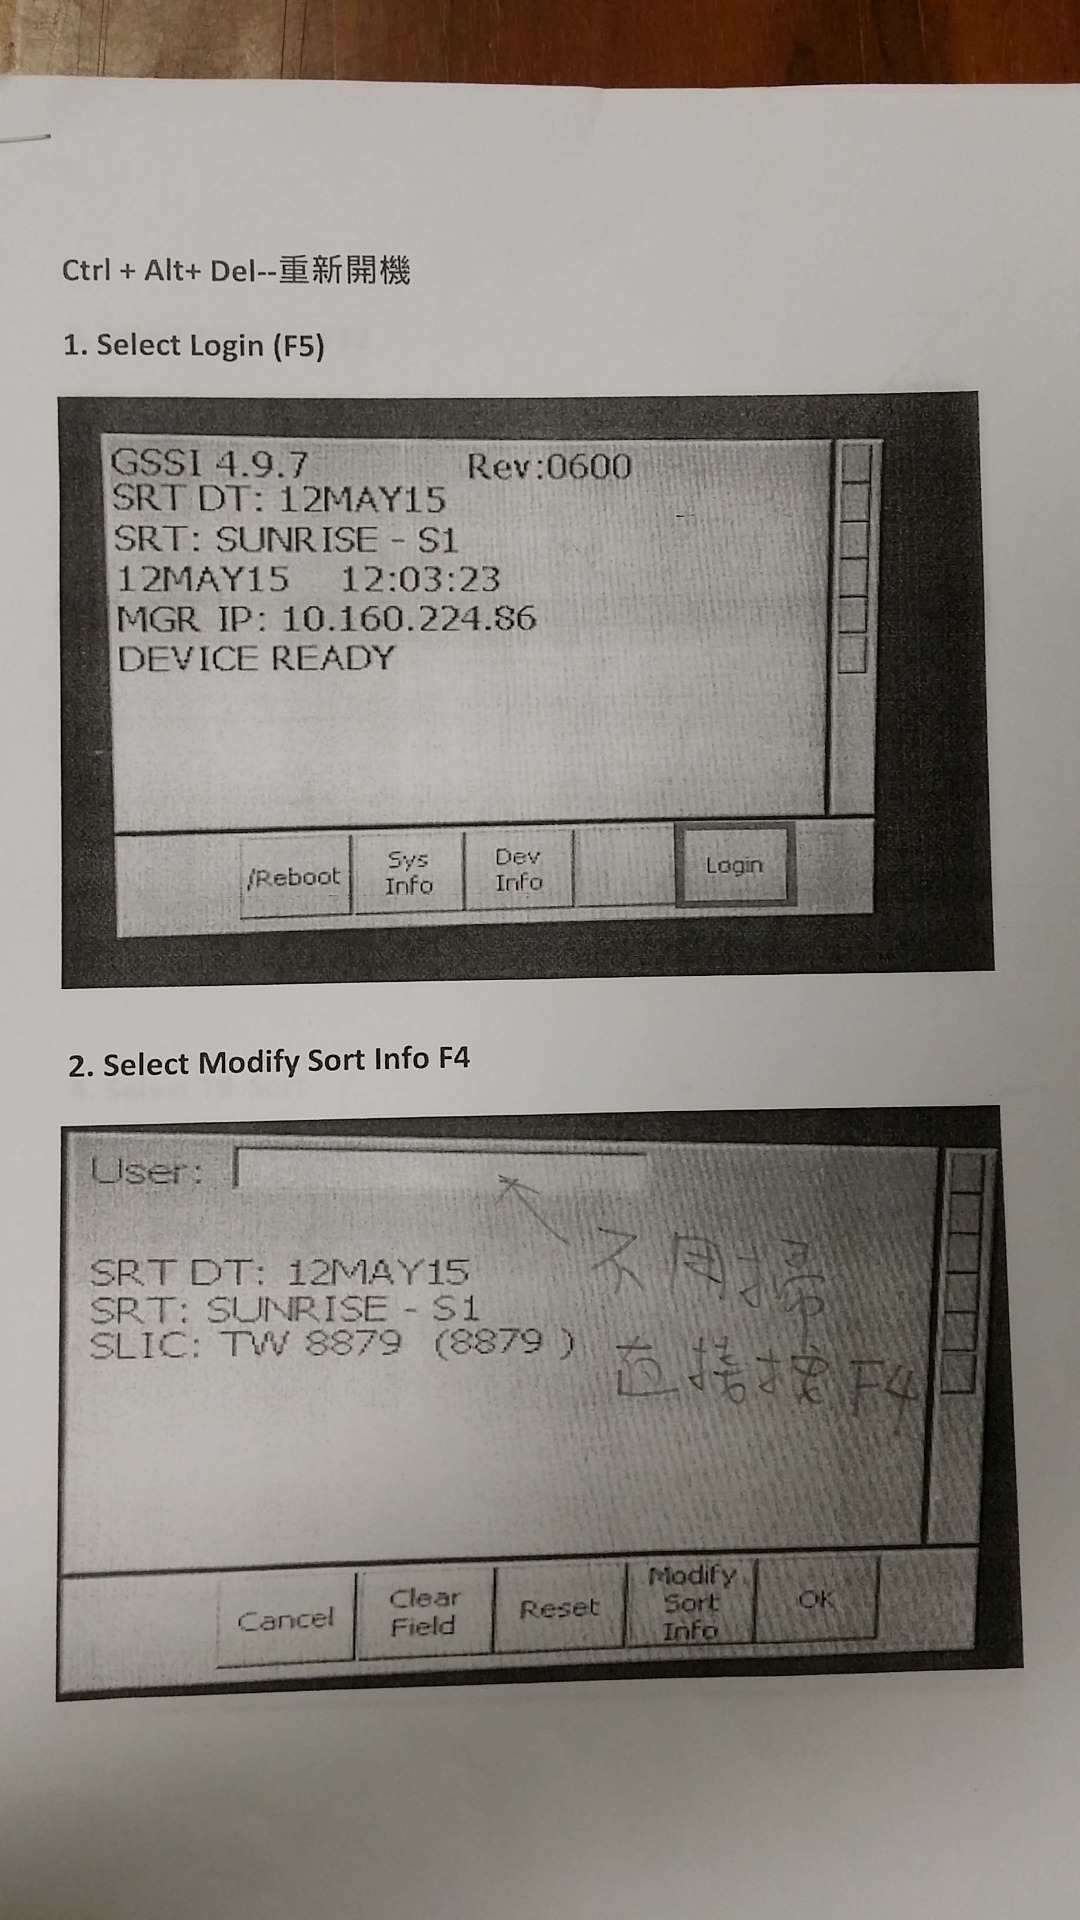 Ctrl + Alt+ Del--重新開機
1. Select Login (F5)
GSSI 4.9.7 Rev:0600
SRT DT: 12MAY15
SRT: SUNRISE - S1
12MAY15 12:03:23
MGR IP: 10.160.224.86
DEVICE READY
/Reboot
Sys
Info
Dev
Info
Login
2. Select Modify Sort Info F4
User:
不用掃
直接按F4
SRT DT: 12MAY15
SRT: SUNRISE - S1
SLIC: TW 8879 (8879 )
Cancel
Clear
Field
Reset
Modify
Sort
Info
OK